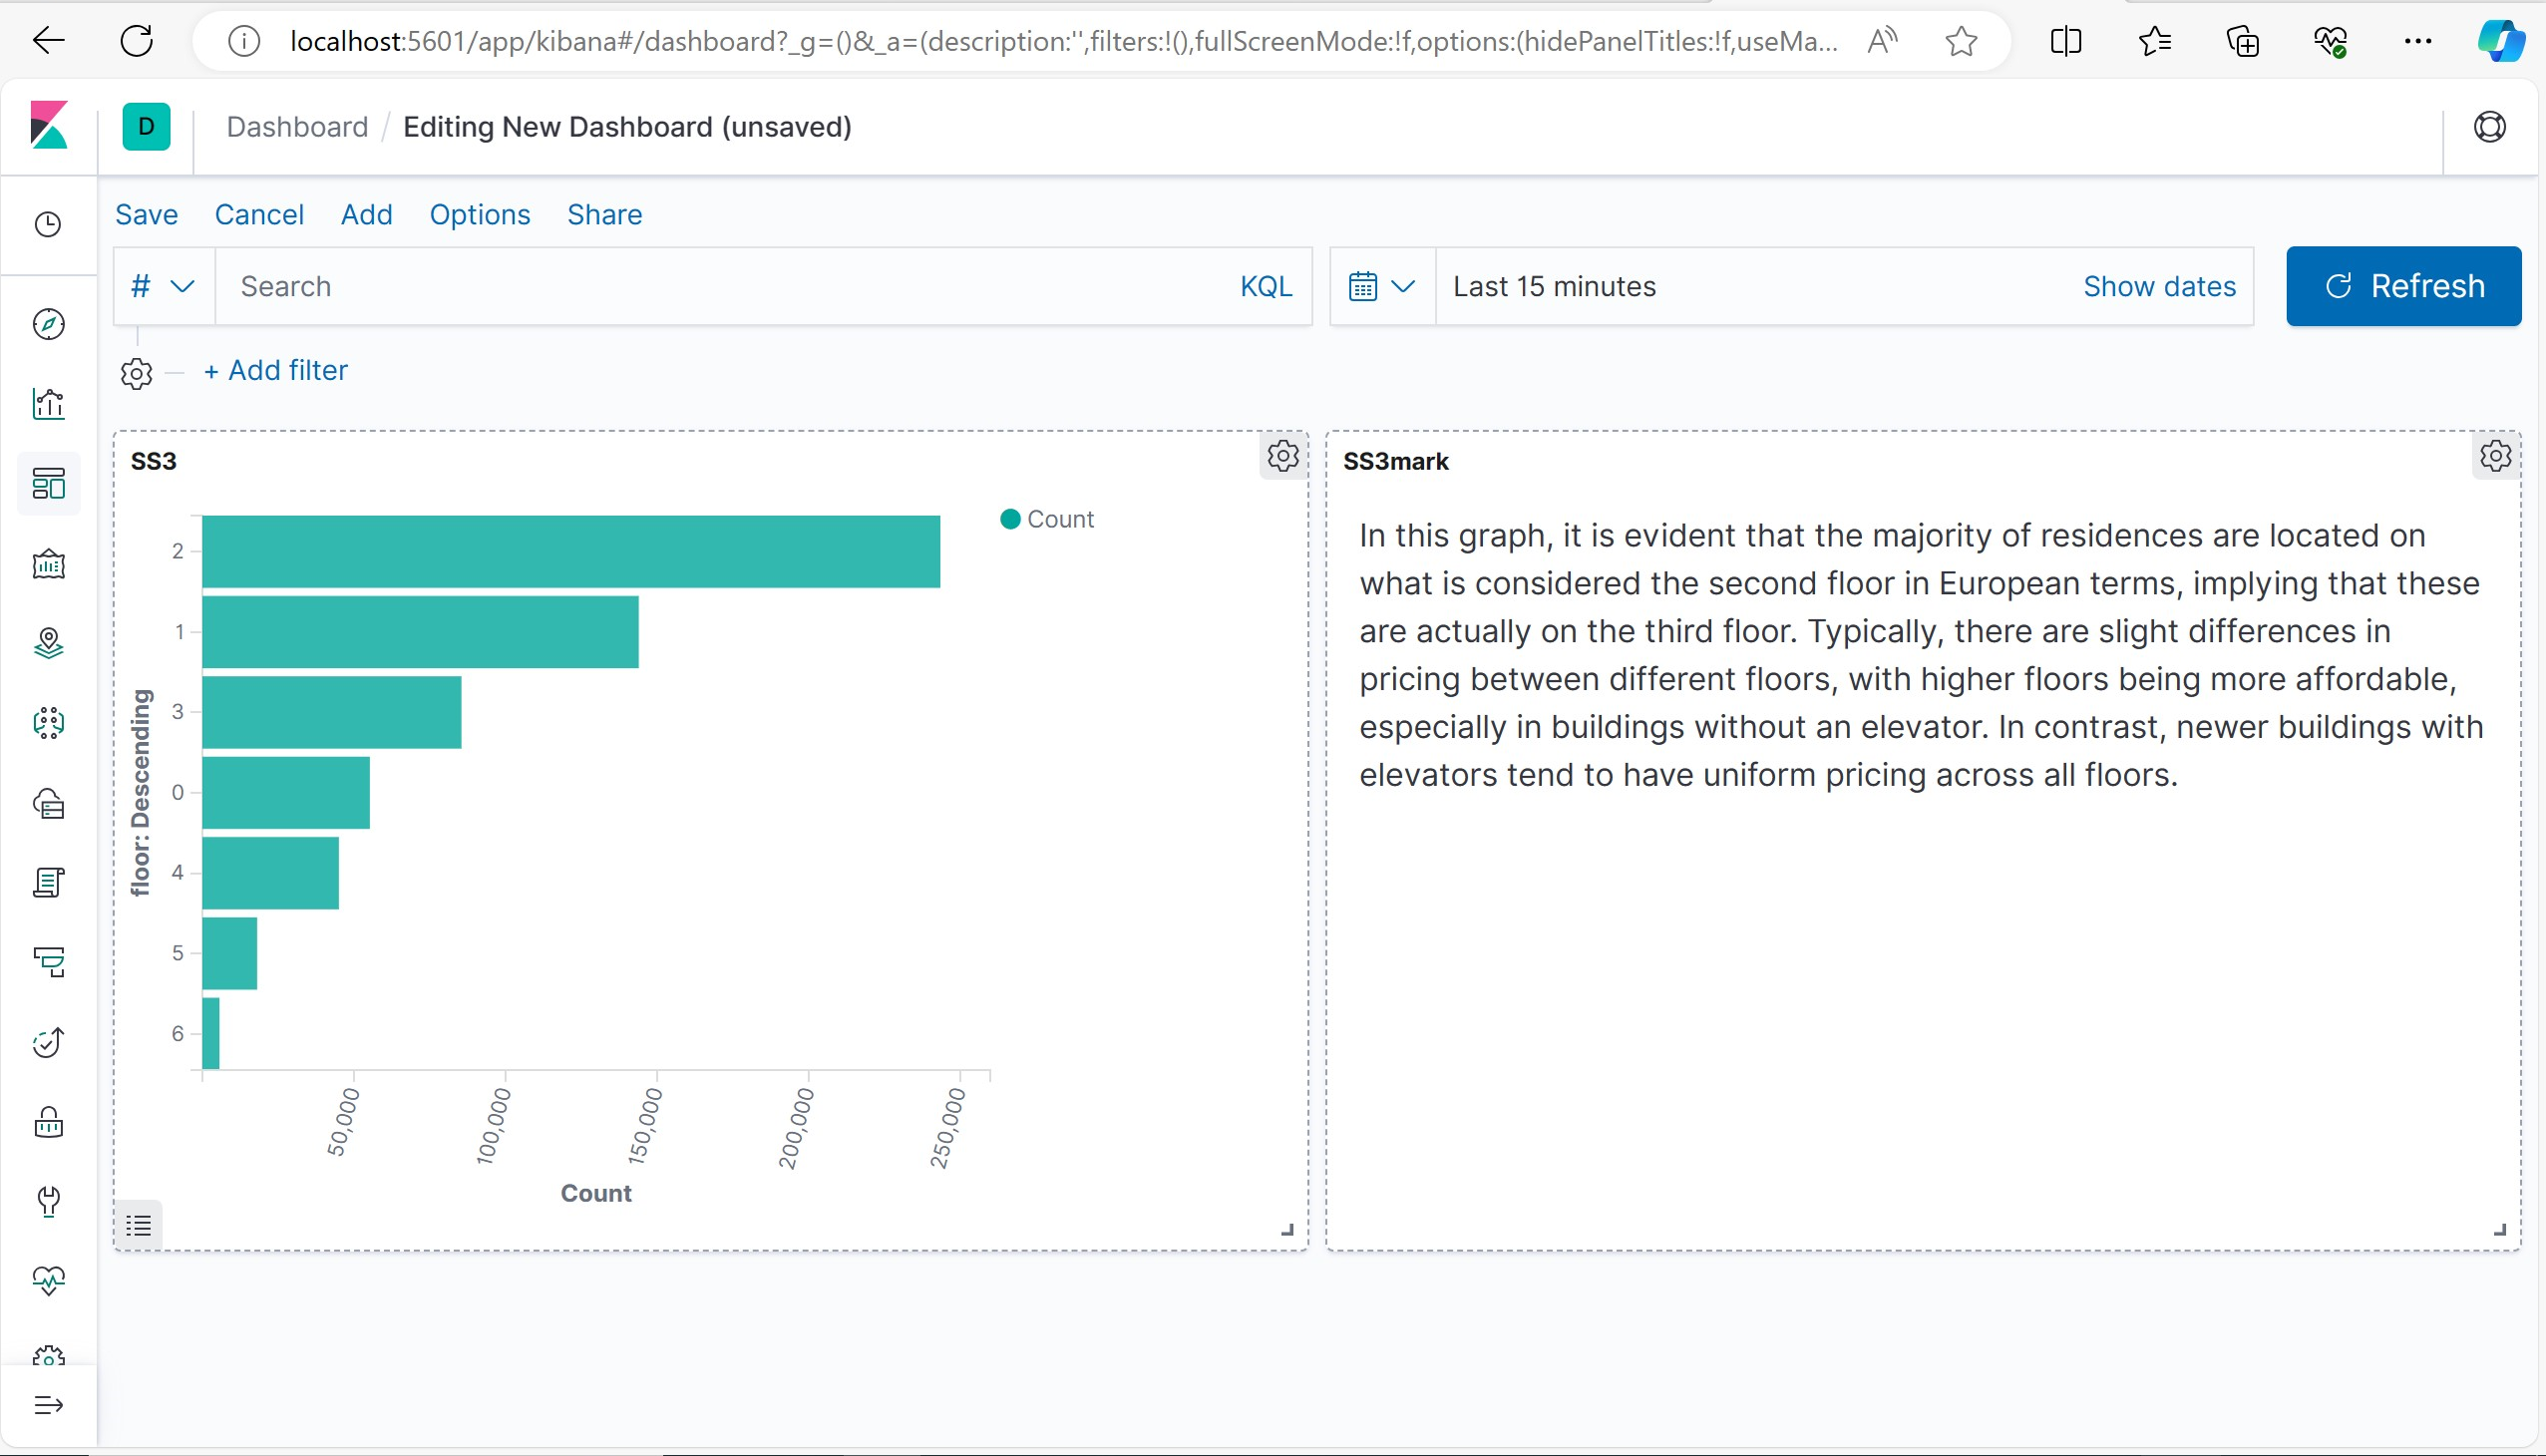 localhost:5601/app/kibana#/dashboard?_g=()&_a=(description:'',filters:!(),fullScreenMode:!f,options:(hidePanelTitles:!f,useMa...
D
Dashboard / Editing New Dashboard (unsaved)
Save Cancel Add Options Share
# Search KQL
Last 15 minutes Show dates
Refresh
+ Add filter
SS3
Count
floor: Descending
2
1
3
0
4
5
6
50,000
100,000
150,000
200,000
250,000
Count
SS3mark
In this graph, it is evident that the majority of residences are located on
what is considered the second floor in European terms, implying that these
are actually on the third floor. Typically, there are slight differences in
pricing between different floors, with higher floors being more affordable,
especially in buildings without an elevator. In contrast, newer buildings with
elevators tend to have uniform pricing across all floors.